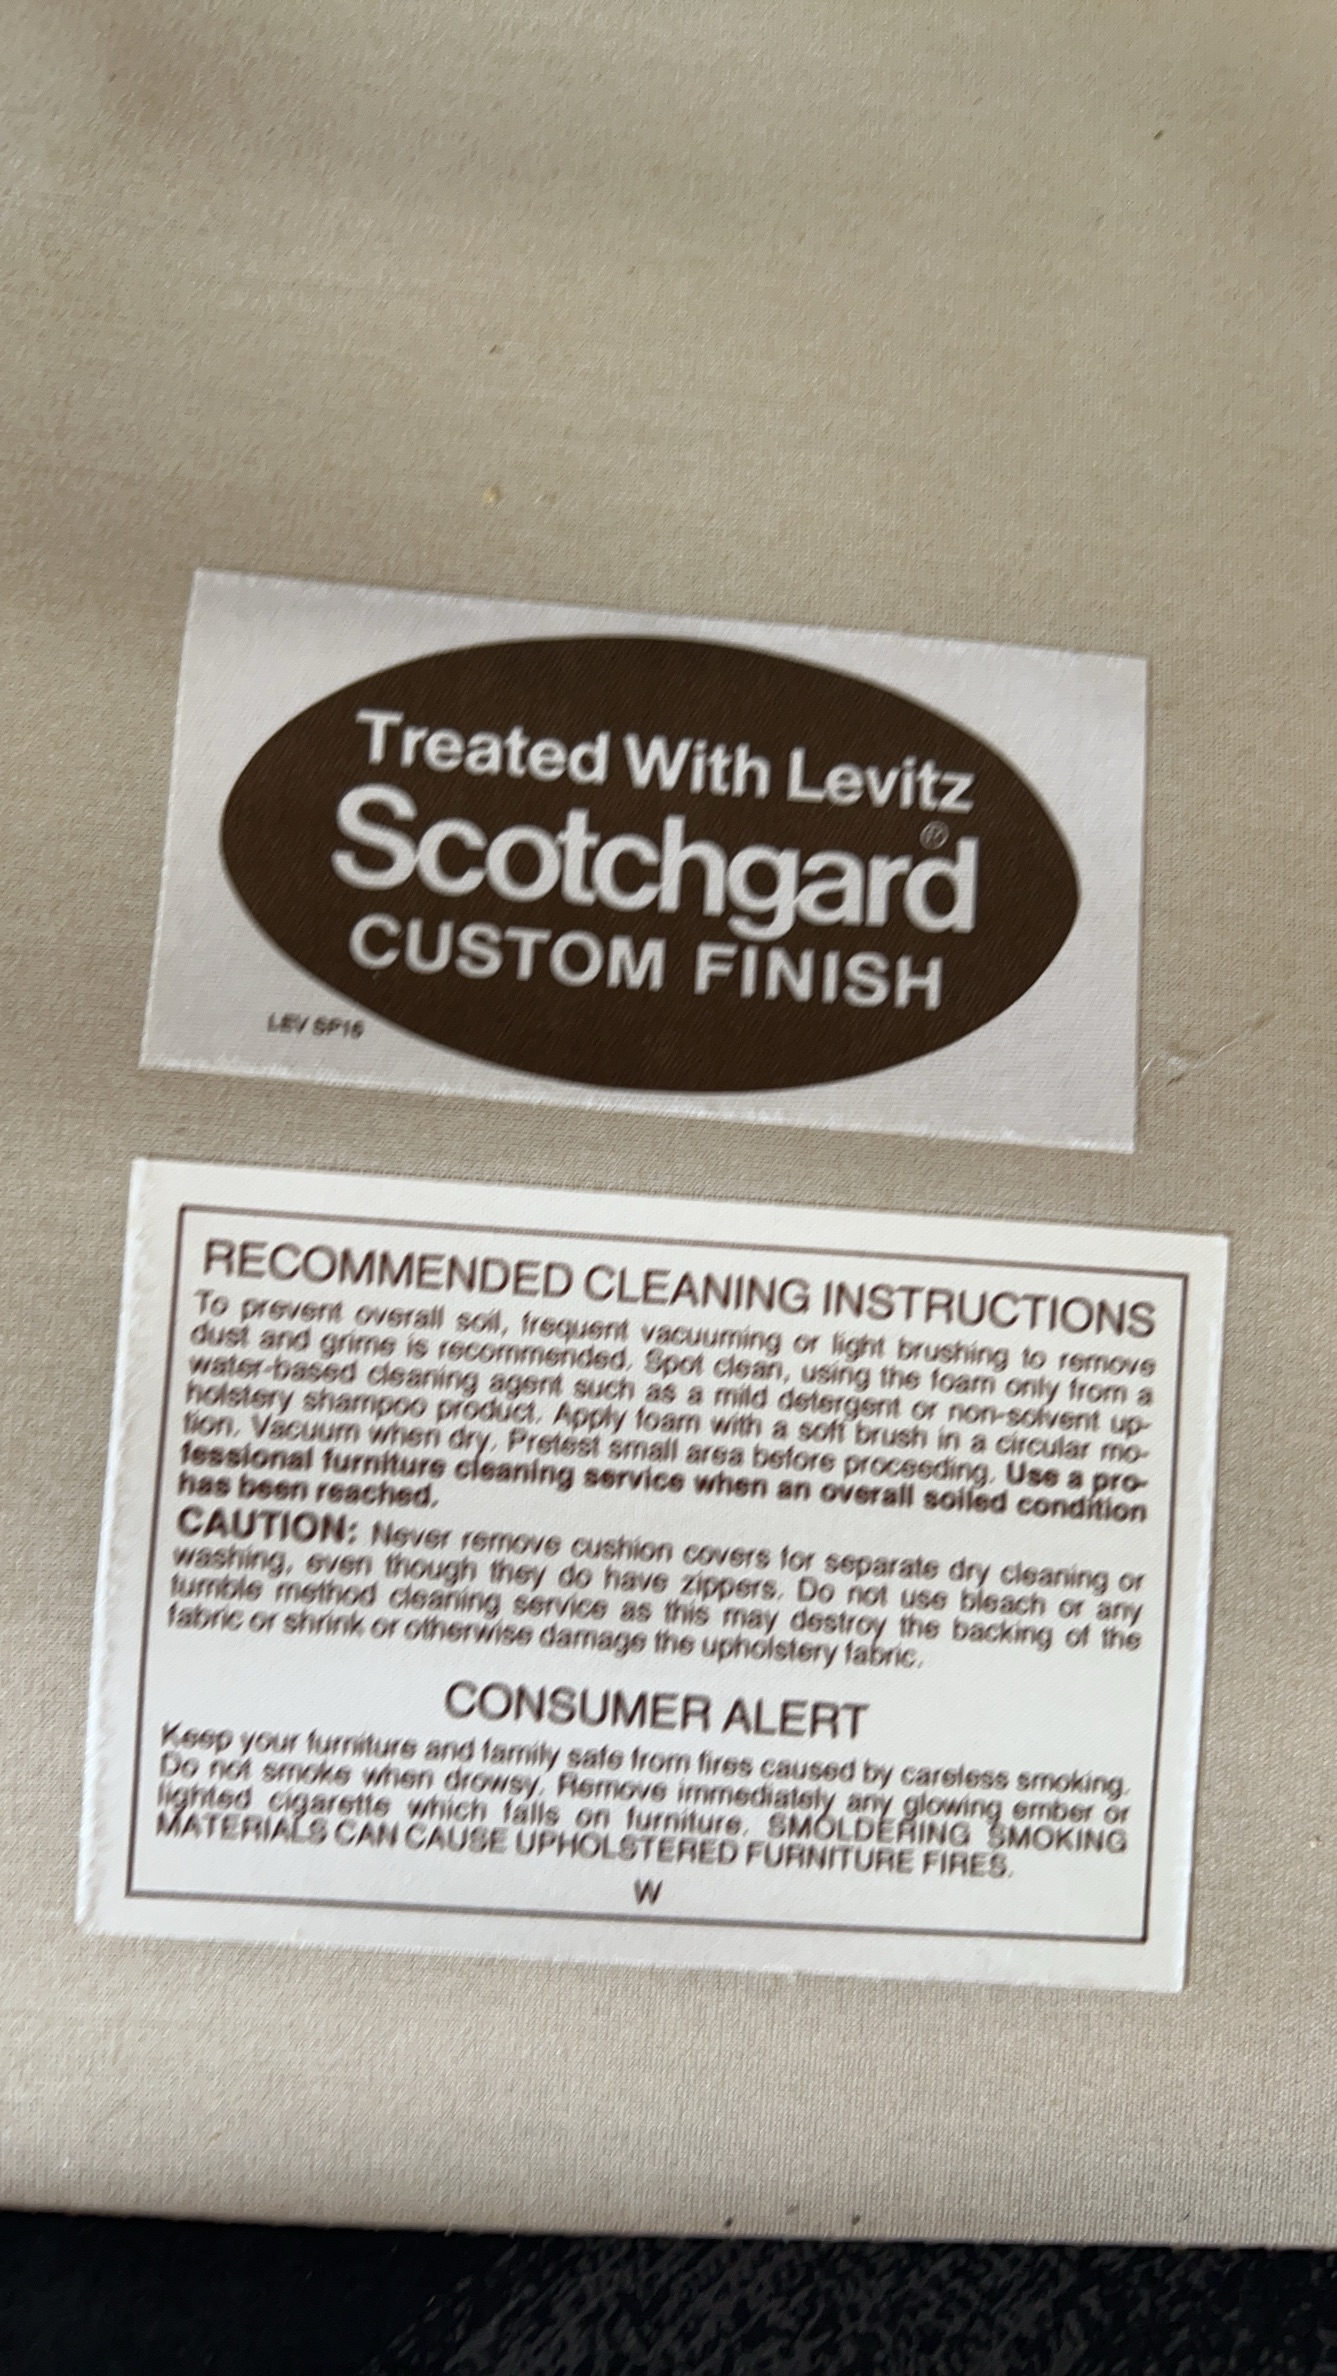 Treated With Levitz
Scotchgard®
CUSTOM FINISH
LEV SP16
RECOMMENDED CLEANING INSTRUCTIONS
To prevent overall soil, frequent vacuuming or light brushing to remove
dust and grime is recommended. Spot clean, using the foam only from a
water-based cleaning agent such as a mild detergent or non-solvent up-
holstery shampoo product. Apply foam with a soft brush in a circular mo-
tion. Vacuum when dry. Pretest small area before proceeding. Use a pro-
fessional furniture cleaning service when an overall soiled condition
has been reached.
CAUTION: Never remove cushion covers for separate dry cleaning or
washing, even though they do have zippers. Do not use bleach or any
tumble method cleaning service as this may destroy the backing of the
fabric or shrink or otherwise damage the upholstery fabric.
CONSUMER ALERT
Keep your furniture and family safe from fires caused by careless smoking.
Do not smoke when drowsy. Remove immediately any glowing ember or
lighted cigarette which falls on furniture. SMOLDERING SMOKING
MATERIALS CAN CAUSE UPHOLSTERED FURNITURE FIRES.
W